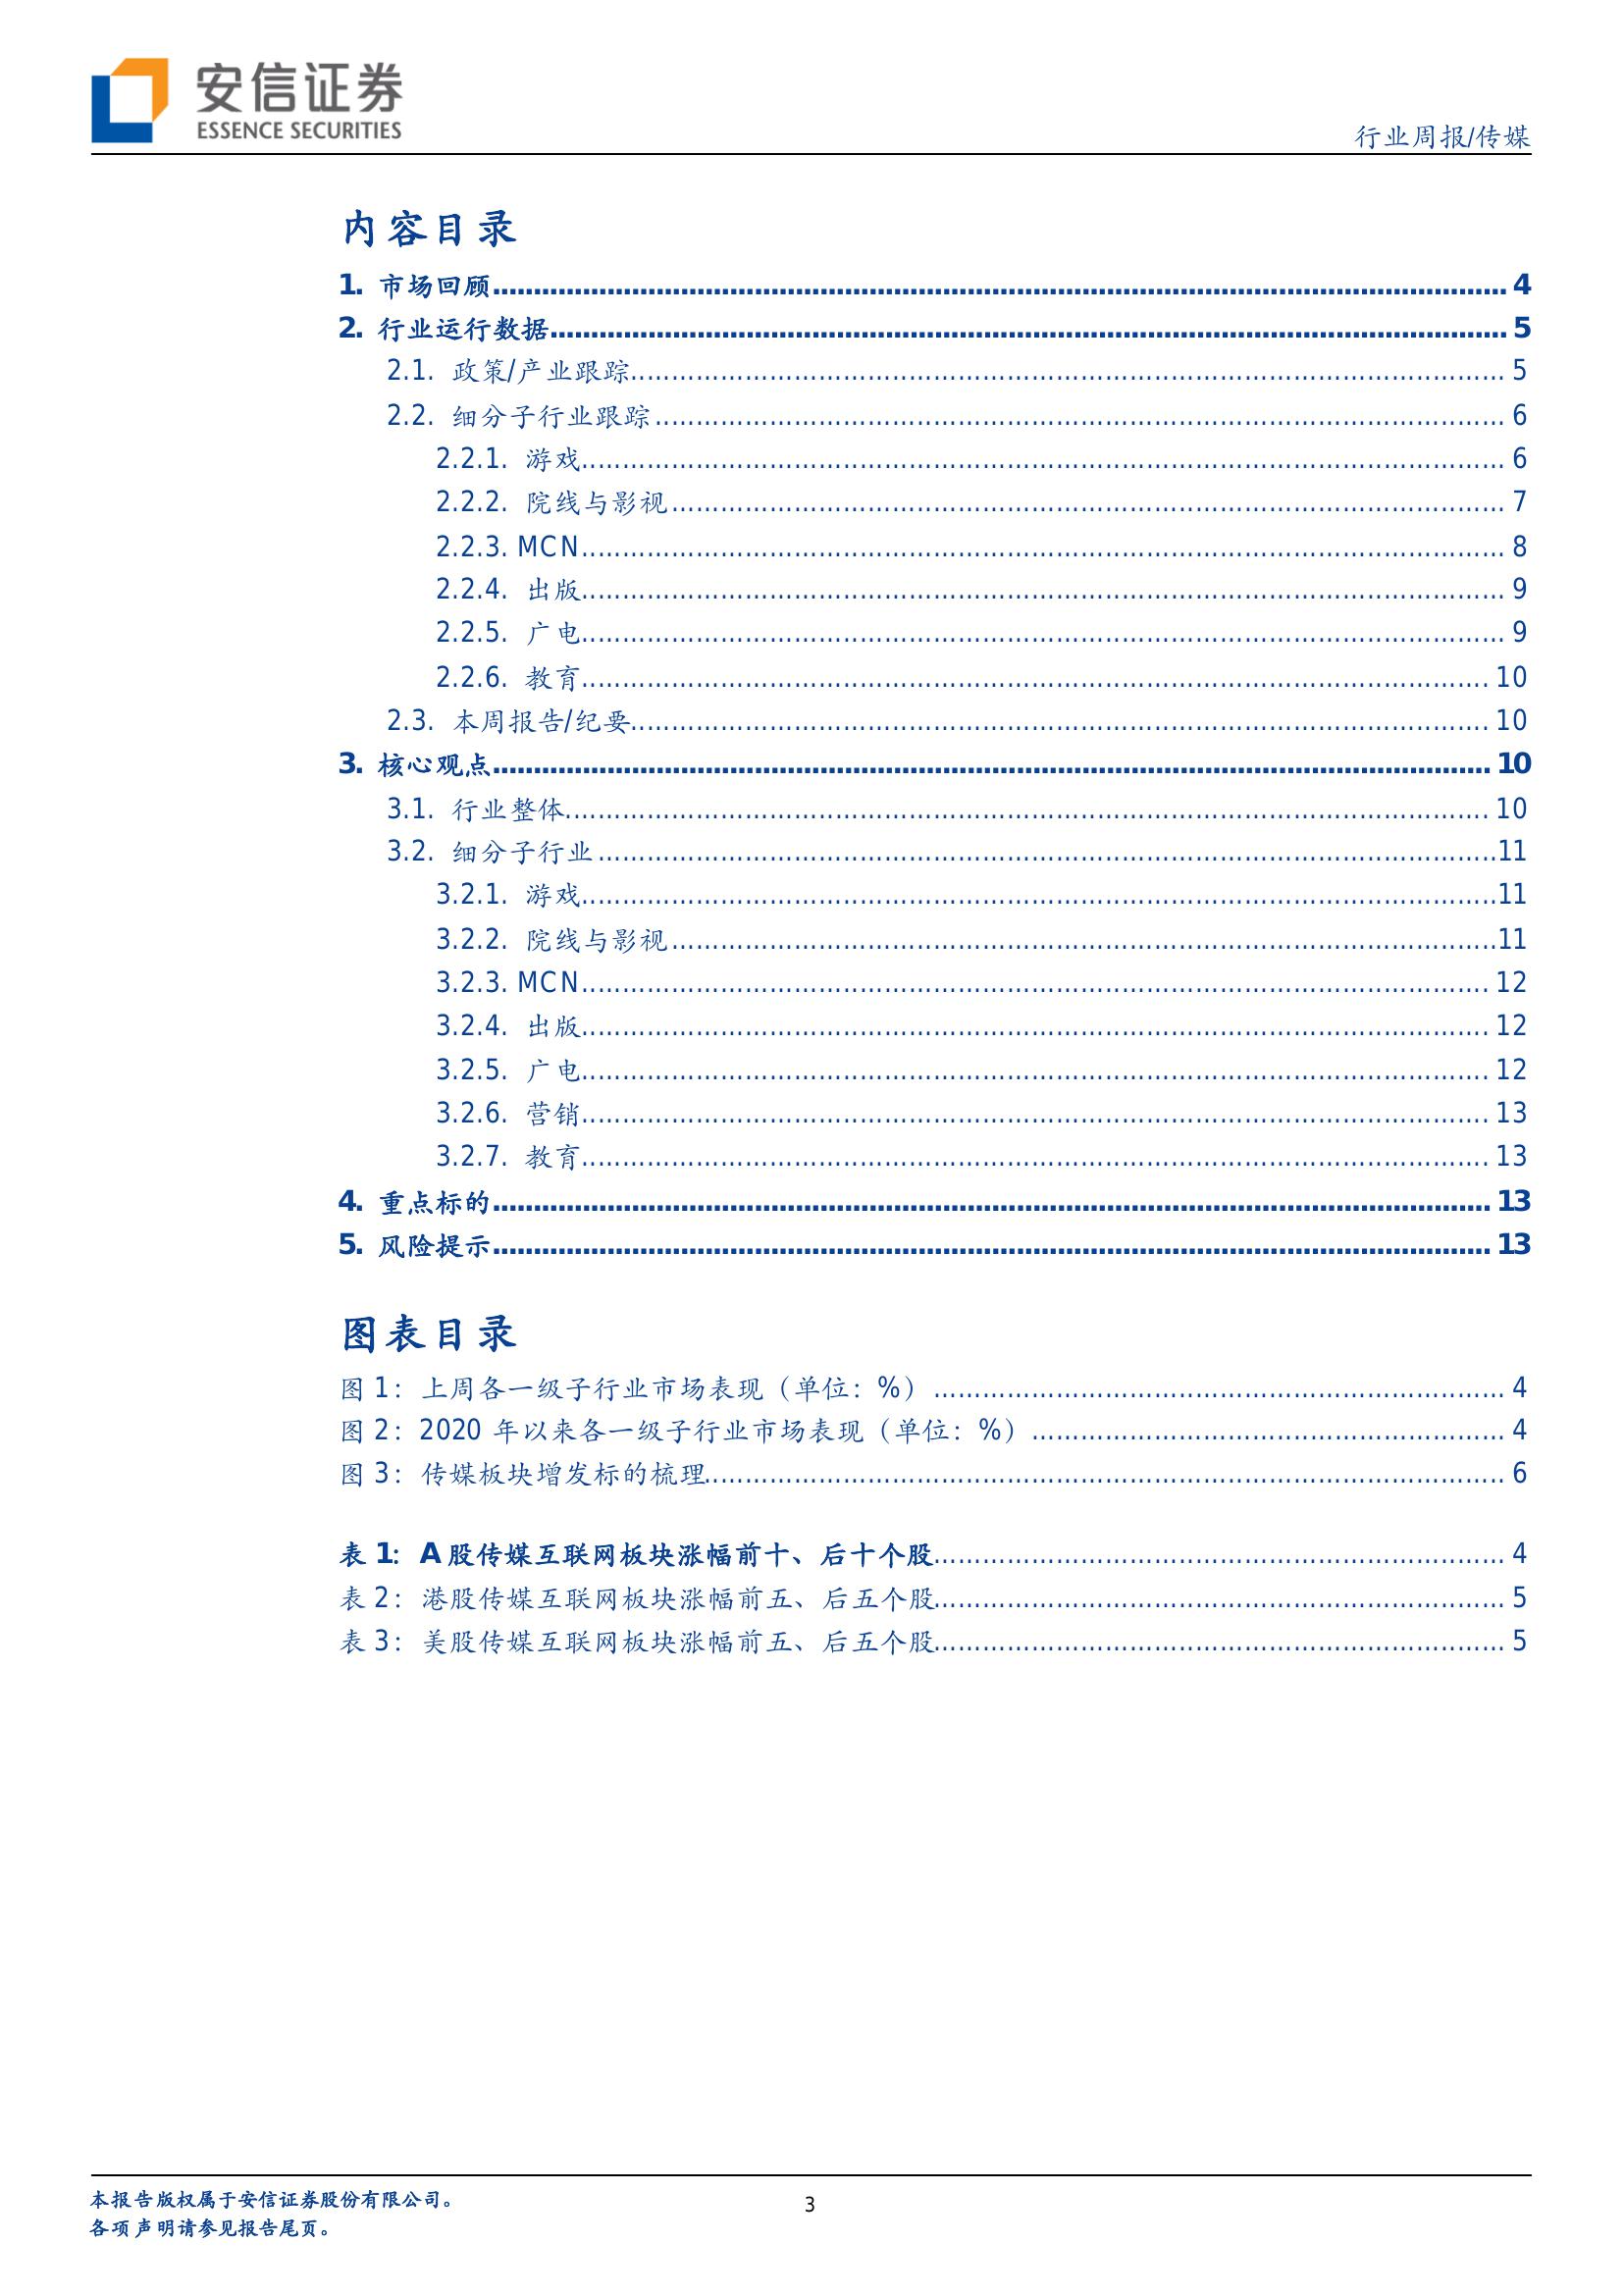 安信证券
ESSENCE SECURITIES
行业周报/传媒
内容目录
1. 市场回顾 4
2. 行业运行数据 5
2.1. 政策/产业跟踪 5
2.2. 细分子行业跟踪 6
2.2.1. 游戏 6
2.2.2. 院线与影视 7
2.2.3. MCN 8
2.2.4. 出版 9
2.2.5. 广电 9
2.2.6. 教育 10
2.3. 本周报告/纪要 10
3. 核心观点 10
3.1. 行业整体 10
3.2. 细分子行业 11
3.2.1. 游戏 11
3.2.2. 院线与影视 11
3.2.3. MCN 12
3.2.4. 出版 12
3.2.5. 广电 12
3.2.6. 营销 13
3.2.7. 教育 13
4. 重点标的 13
5. 风险提示 13
图表目录
图 1：上周各一级子行业市场表现（单位：%） 4
图 2：2020 年以来各一级子行业市场表现（单位：%） 4
图 3：传媒板块增发标的梳理 6
表 1：A 股传媒互联网板块涨幅前十、后十个股 4
表 2：港股传媒互联网板块涨幅前五、后五个股 5
表 3：美股传媒互联网板块涨幅前五、后五个股 5
本报告版权属于安信证券股份有限公司。
各项声明请参见报告尾页。
3